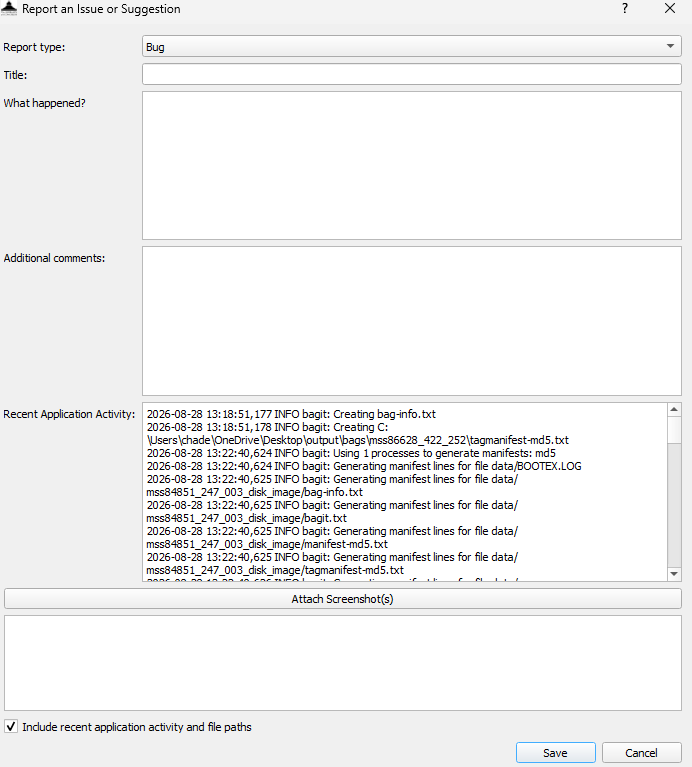 Report an Issue or Suggestion
?
Report type:
Bug
Title:
What happened?
Additional comments:
Recent Application Activity:
2026-08-28 13:18:51,177 INFO bagit: Creating bag-info.txt
2026-08-28 13:18:51,178 INFO bagit: Creating C:
\Users\chade\OneDrive\Desktop\output\bags\mss86628_422_252\tagmanifest-md5.txt
2026-08-28 13:22:40,624 INFO bagit: Using 1 processes to generate manifests: md5
2026-08-28 13:22:40,624 INFO bagit: Generating manifest lines for file data/BOOTEX.LOG
2026-08-28 13:22:40,625 INFO bagit: Generating manifest lines for file data/
mss84851_247_003_disk_image/bag-info.txt
2026-08-28 13:22:40,625 INFO bagit: Generating manifest lines for file data/
mss84851_247_003_disk_image/bagit.txt
2026-08-28 13:22:40,625 INFO bagit: Generating manifest lines for file data/
mss84851_247_003_disk_image/manifest-md5.txt
2026-08-28 13:22:40,625 INFO bagit: Generating manifest lines for file data/
mss84851_247_003_disk_image/tagmanifest-md5.txt
Attach Screenshot(s)
Include recent application activity and file paths
Save
Cancel